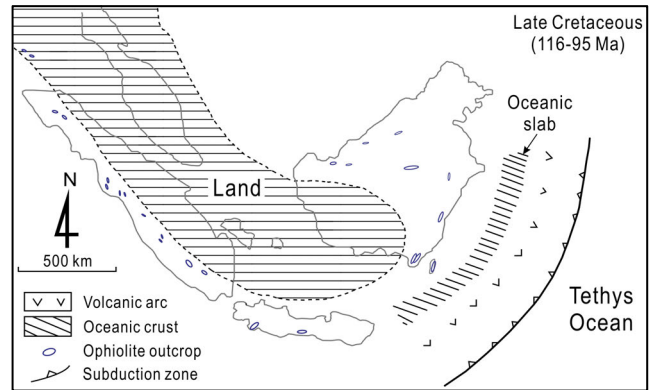 Late Cretaceous
(116-95 Ma)
Oceanic
slab
Land
N
500 km
Tethys
Ocean
Volcanic arc
Oceanic crust
Ophiolite outcrop
Subduction zone